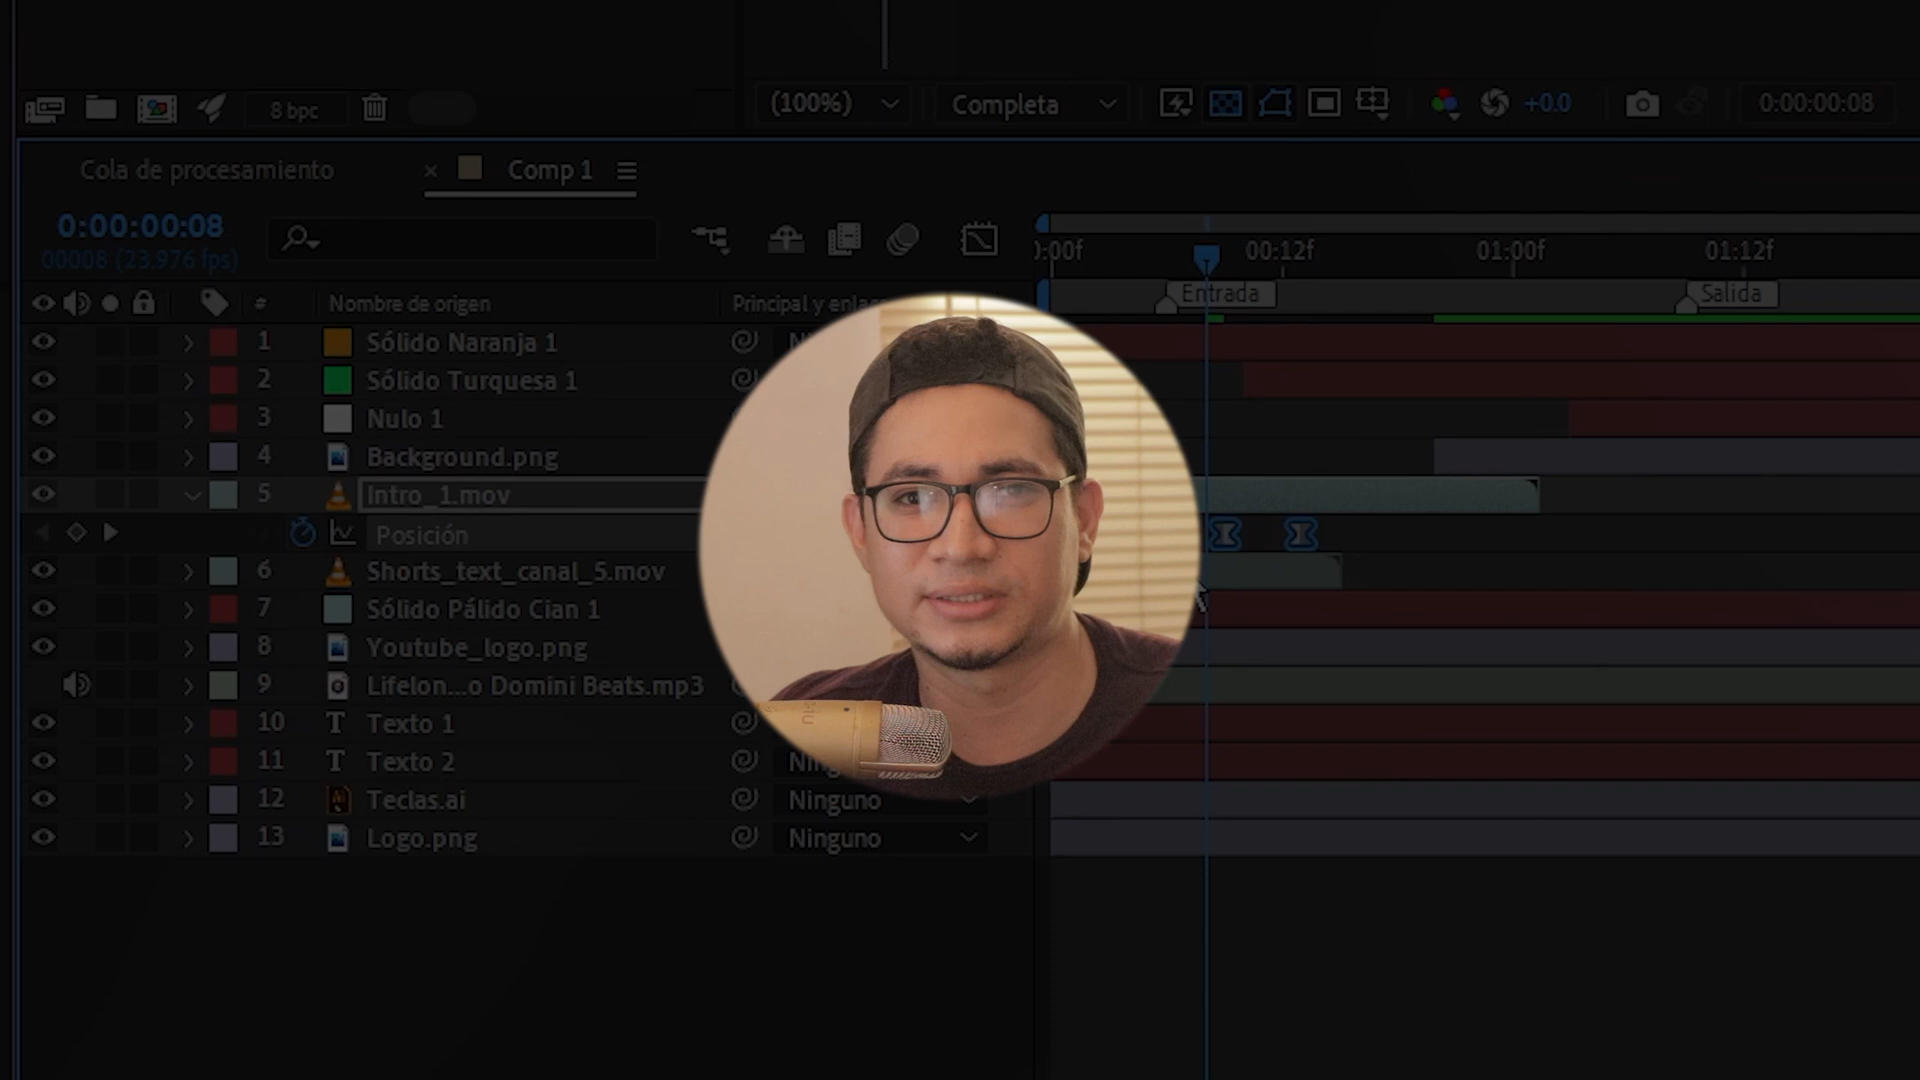 8 bpc
(100%)
Completa
+0.0
0:00:00:08
Cola de procesamiento
× Comp 1
0:00:00:08
00008 (23.976 fps)
00:12f
01:00f
01:12f
Entrada
Salida
# Nombre de origen
1 Sólido Naranja 1
2 Sólido Turquesa 1
3 Nulo 1
4 Background.png
5 Intro_1.mov
Posición
6 Shorts_text_canal_5.mov
7 Sólido Pálido Cian 1
8 Youtube_logo.png
9 Lifelon...o Domini Beats.mp3
10 T Texto 1
11 T Texto 2
12 Teclas.ai Ninguno
13 Logo.png Ninguno